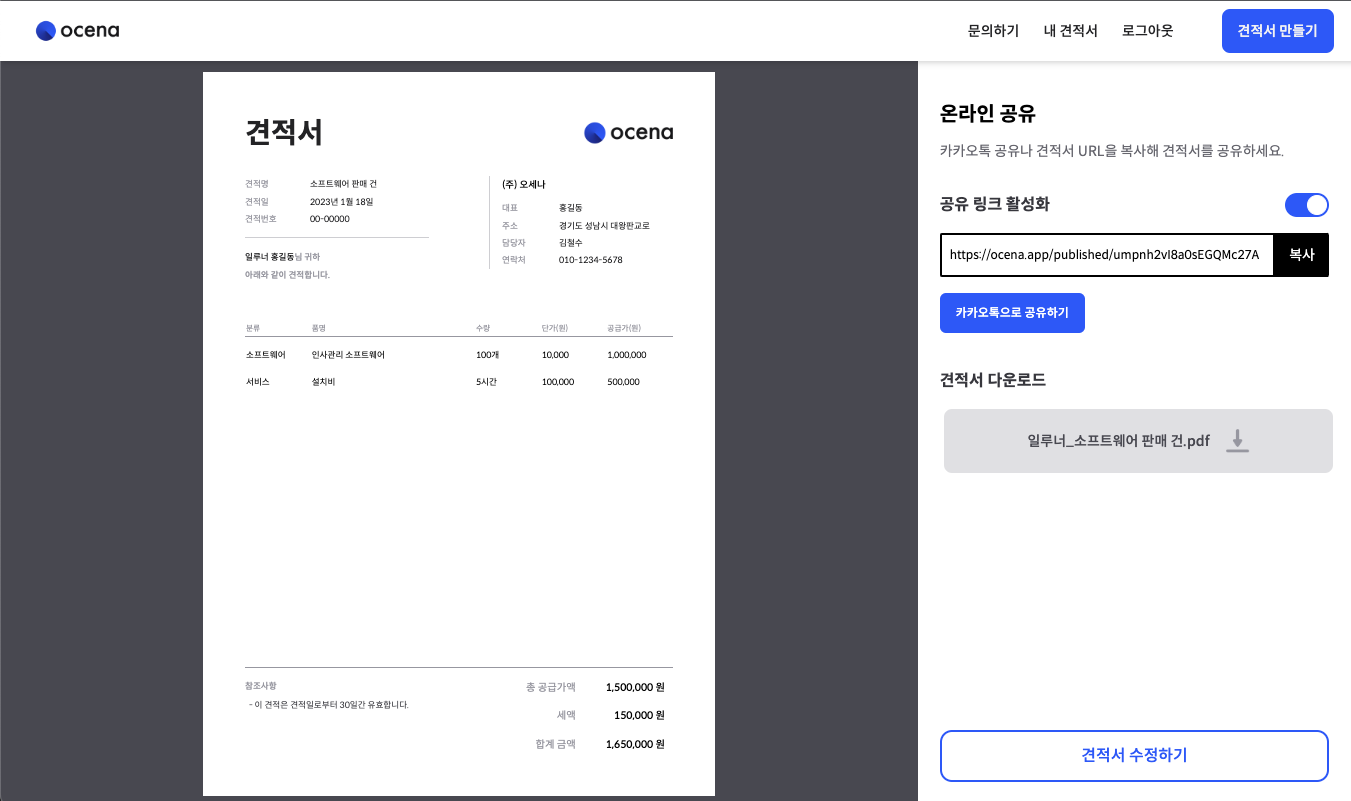 ocena
문의하기 내 견적서 로그아웃 견적서 만들기
견적서
ocena
견적명 소프트웨어 판매 건
견적일 2023년 1월 18일
견적번호 00-00000
일루너 홍길동님 귀하
아래와 같이 견적합니다.
(주) 오세나
대표 홍길동
주소 경기도 성남시 대왕판교로
담당자 김철수
연락처 010-1234-5678
분류 품명 수량 단가(원) 공급가(원)
소프트웨어 인사관리 소프트웨어 100개 10,000 1,000,000
서비스 설치비 5시간 100,000 500,000
참조사항
- 이 견적은 견적일로부터 30일간 유효합니다.
총 공급가액 1,500,000 원
세액 150,000 원
합계 금액 1,650,000 원
온라인 공유
카카오톡 공유나 견적서 URL을 복사해 견적서를 공유하세요.
공유 링크 활성화
https://ocena.app/published/umpnh2vI8a0sEGQMc27A 복사
카카오톡으로 공유하기
견적서 다운로드
일루너_소프트웨어 판매 건.pdf
견적서 수정하기